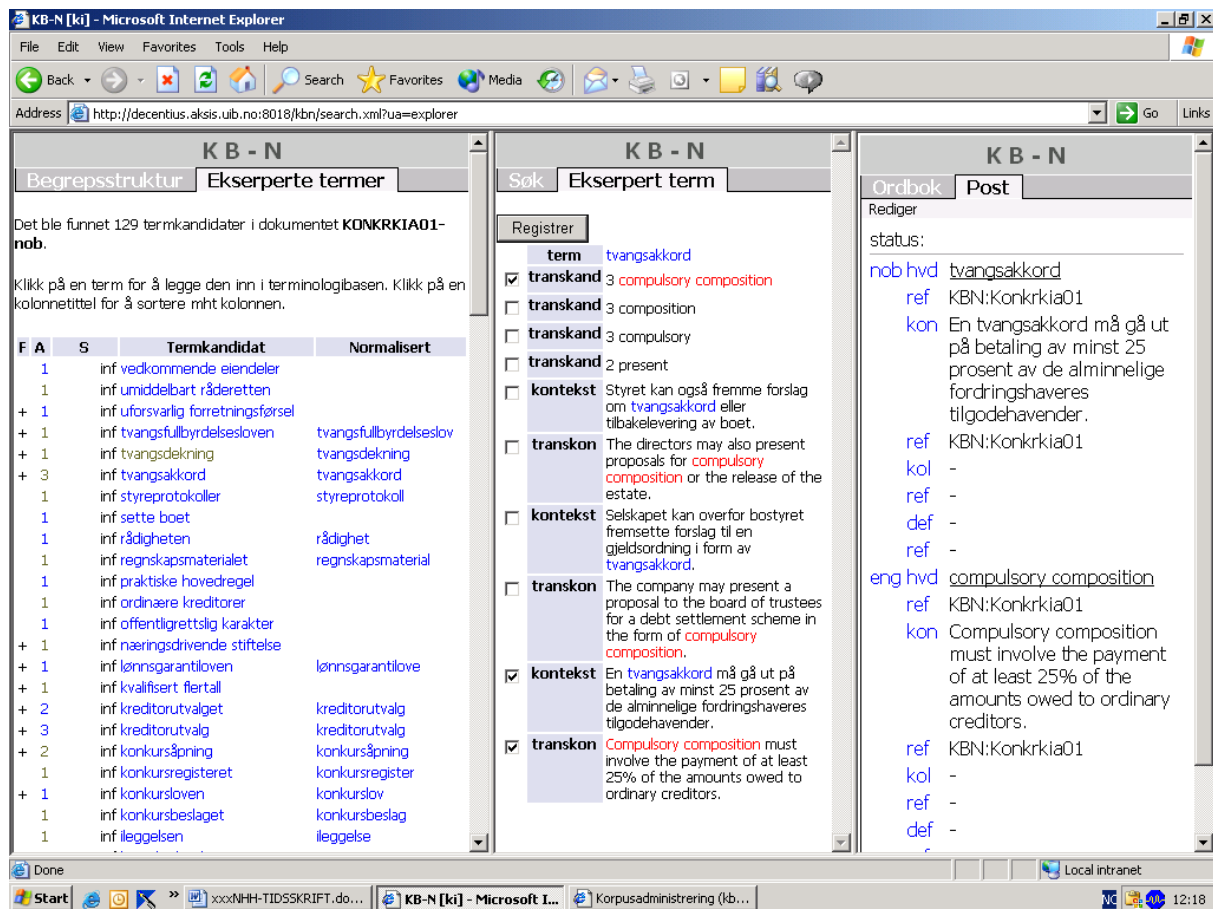 KB-N [ki] - Microsoft Internet Explorer
File Edit View Favorites Tools Help
Back Search Favorites Media
Address http://decentius.aksis.uib.no:8018/kbn/search.xml?ua=explorer Go Links
K B - N
Begrepsstruktur Ekserperte termer
Det ble funnet 129 termkandidater i dokumentet KONKRKIA01-
nob.
Klikk på en term for å legge den inn i terminologibasen. Klikk på en
kolonnetittel for å sortere mht kolonnen.
F A S Termkandidat Normalisert
1 inf vedkommende eiendeler
1 inf umiddelbart råderetten
+ 1 inf uforsvarlig forretningsførsel
+ 1 inf tvangsfullbyrdelsesloven tvangsfullbyrdelseslov
+ 1 inf tvangsdekning tvangsdekning
+ 3 inf tvangsakkord tvangsakkord
1 inf styreprotokoller styreprotokoll
1 inf sette boet
1 inf rådigheten rådighet
1 inf regnskapsmaterialet regnskapsmaterial
1 inf praktiske hovedregel
1 inf ordinære kreditorer
1 inf offentligrettslig karakter
+ 1 inf næringsdrivende stiftelse
+ 1 inf lønnsgarantiloven lønnsgarantilove
+ 1 inf kvalifisert flertall
+ 2 inf kreditorutvalget kreditorutvalg
+ 3 inf kreditorutvalg kreditorutvalg
+ 2 inf konkursåpning konkursåpning
1 inf konkursregisteret konkursregister
+ 1 inf konkursloven konkurslov
1 inf konkursbeslaget konkursbeslag
1 inf ileggelsen ileggelse
K B - N
Søk Ekserpert term
Registrer
term tvangsakkord
transkand 3 compulsory composition
transkand 3 composition
transkand 3 compulsory
transkand 2 present
kontekst Styret kan også fremme forslag
om tvangsakkord eller
tilbakelevering av boet.
transkon The directors may also present
proposals for compulsory
composition or the release of the
estate.
kontekst Selskapet kan overfor bostyret
fremsette forslag til en
gjeldsordning i form av
tvangsakkord.
transkon The company may present a
proposal to the board of trustees
for a debt settlement scheme in
the form of compulsory
composition.
kontekst En tvangsakkord må gå ut på
betaling av minst 25 prosent av
de alminnelige fordringshaveres
tilgodehavender.
transkon Compulsory composition must
involve the payment of at least
25% of the amounts owed to
ordinary creditors.
K B - N
Ordbok Post
Rediger
status:
nob hvd tvangsakkord
ref KBN:Konkrkia01
kon En tvangsakkord må gå ut
på betaling av minst 25
prosent av de alminnelige
fordringshaveres
tilgodehavender.
ref KBN:Konkrkia01
kol -
ref -
def -
ref -
eng hvd compulsory composition
ref KBN:Konkrkia01
kon Compulsory composition
must involve the payment
of at least 25% of the
amounts owed to ordinary
creditors.
ref KBN:Konkrkia01
kol -
ref -
def -
Done Local intranet
Start » xxxNHH-TIDSSKRIFT.do... KB-N [ki] - Microsoft I... Korpusadministrering (kb... NO 12:18